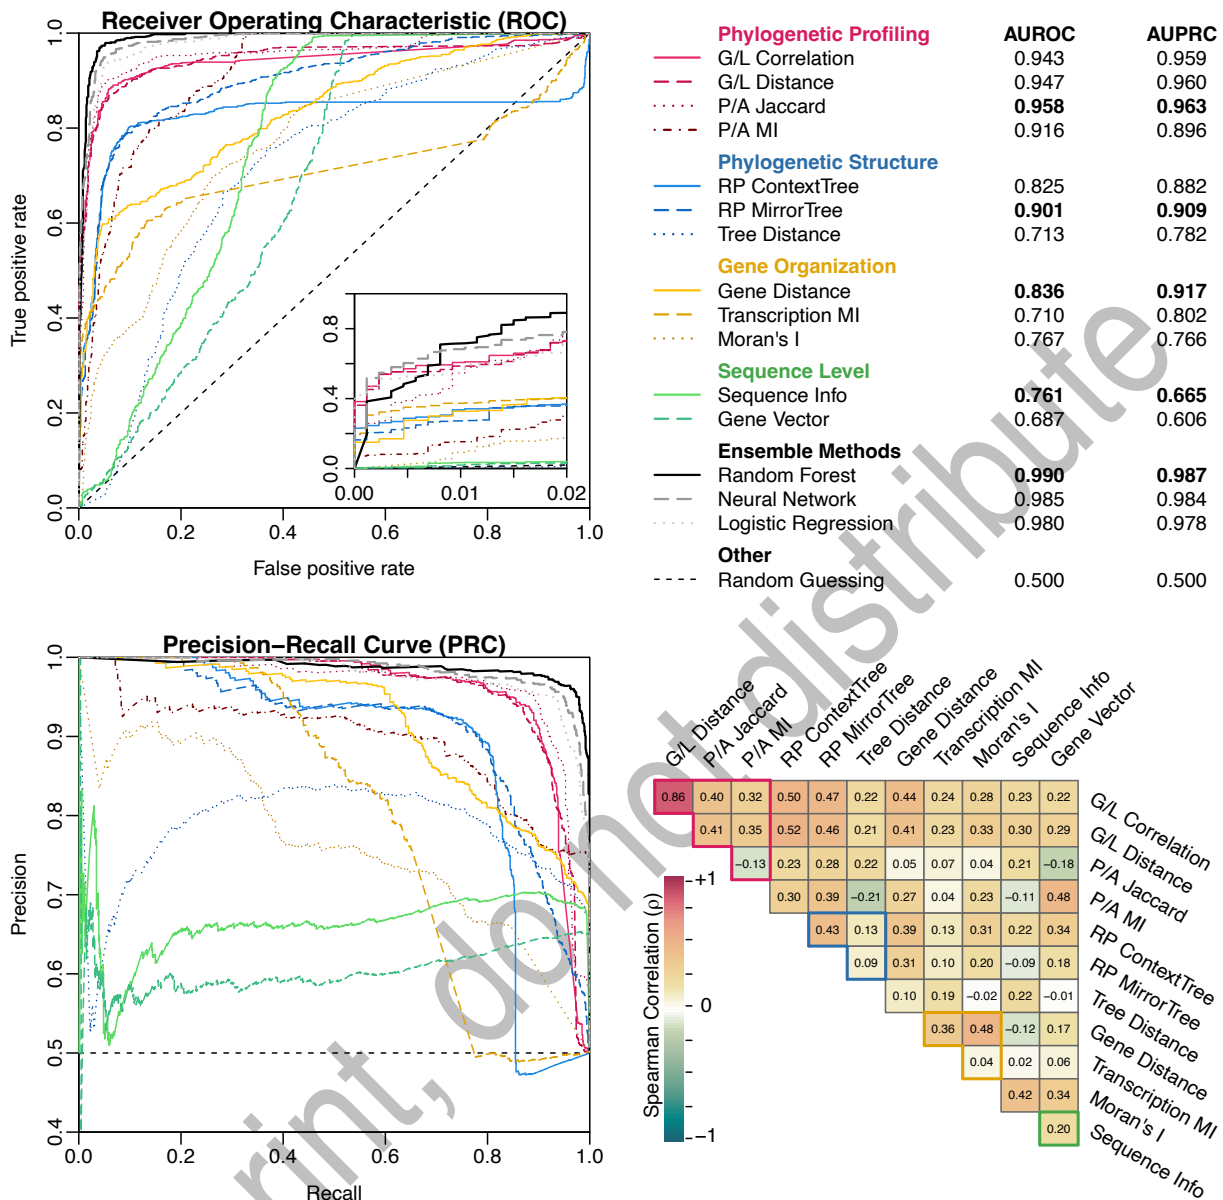 Receiver Operating Characteristic (ROC)
True positive rate
0.0 0.2 0.4 0.6 0.8 1.0
0.0 0.2 0.4 0.6 0.8 1.0
False positive rate
0.0 0.4 0.8
0.00 0.01 0.02
Phylogenetic Profiling AUROC AUPRC
G/L Correlation 0.943 0.959
G/L Distance 0.947 0.960
P/A Jaccard 0.958 0.963
P/A MI 0.916 0.896
Phylogenetic Structure
RP ContextTree 0.825 0.882
RP MirrorTree 0.901 0.909
Tree Distance 0.713 0.782
Gene Organization
Gene Distance 0.836 0.917
Transcription MI 0.710 0.802
Moran's I 0.767 0.766
Sequence Level
Sequence Info 0.761 0.665
Gene Vector 0.687 0.606
Ensemble Methods
Random Forest 0.990 0.987
Neural Network 0.985 0.984
Logistic Regression 0.980 0.978
Other
Random Guessing 0.500 0.500
Precision−Recall Curve (PRC)
Precision
0.4 0.5 0.6 0.7 0.8 0.9 1.0
0.0 0.2 0.4 0.6 0.8 1.0
Recall
G/L Distance
P/A Jaccard
P/A MI
RP ContextTree
RP MirrorTree
Tree Distance
Gene Distance
Transcription MI
Moran's I
Sequence Info
Gene Vector
0.86 0.40 0.32 0.50 0.47 0.22 0.44 0.24 0.28 0.23 0.22 G/L Correlation
0.41 0.35 0.52 0.46 0.21 0.41 0.23 0.33 0.30 0.29 G/L Distance
−0.13 0.23 0.28 0.22 0.05 0.07 0.04 0.21 −0.18 P/A Jaccard
0.30 0.39 −0.21 0.27 0.04 0.23 −0.11 0.48 P/A MI
0.43 0.13 0.39 0.13 0.31 0.22 0.34 RP ContextTree
0.09 0.31 0.10 0.20 −0.09 0.18 RP MirrorTree
0.10 0.19 −0.02 0.22 −0.01 Tree Distance
0.36 0.48 −0.12 0.17 Gene Distance
0.04 0.02 0.06 Transcription MI
0.42 0.34 Moran's I
0.20 Sequence Info
Spearman Correlation (ρ)
+1
0
−1
rint, do not distribute